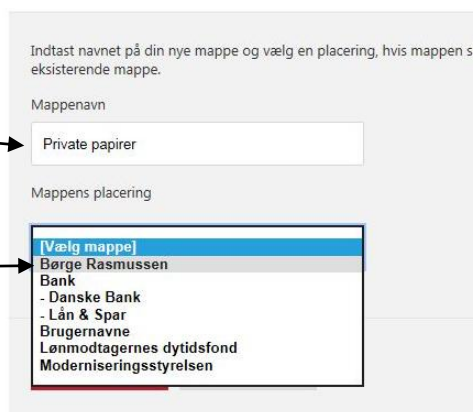 Indtast navnet på din nye mappe og vælg en placering, hvis mappen s
eksisterende mappe.
Mappenavn
Private papirer
Mappens placering
[Vælg mappe]
Børge Rasmussen
Bank
- Danske Bank
- Lån & Spar
Brugernavne
Lønmodtagernes dytidsfond
Moderniseringsstyrelsen